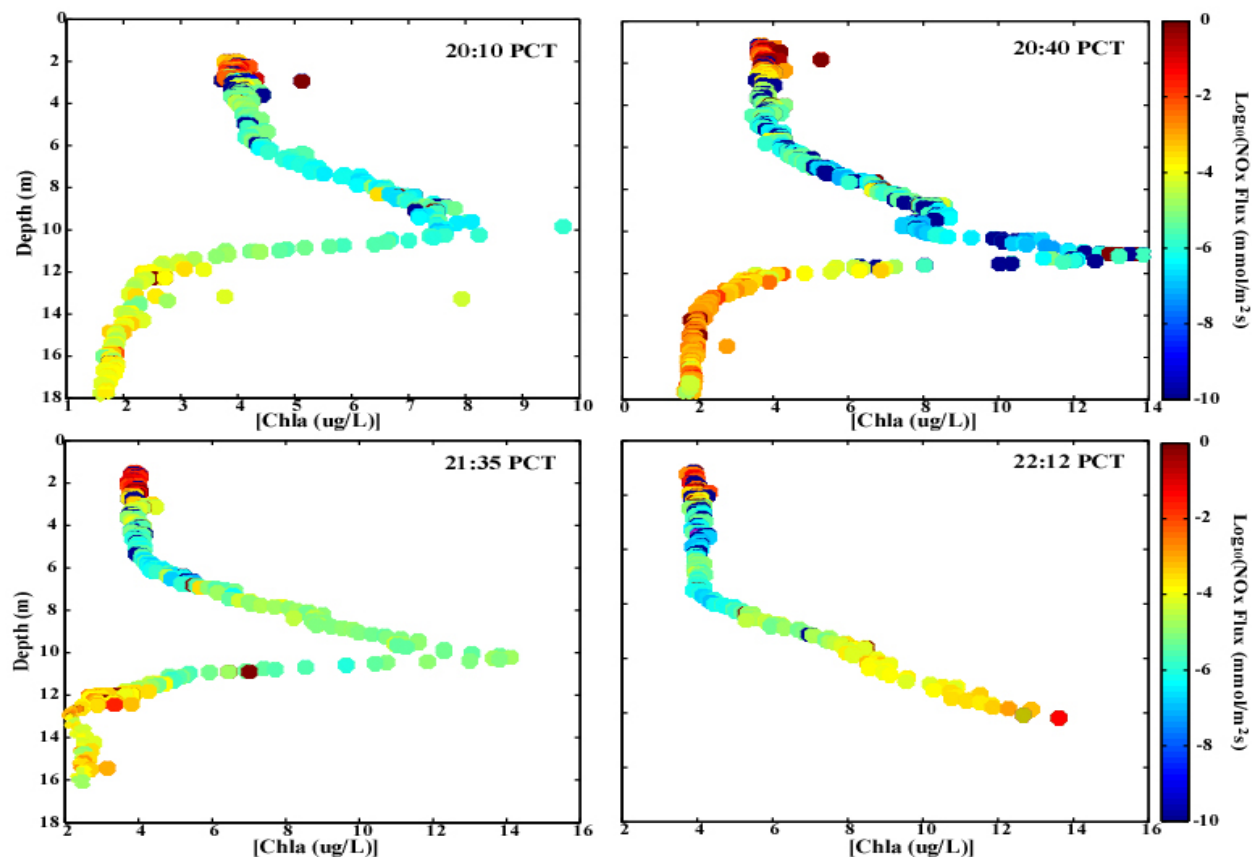 0 2 4 6 8 10 12 14 16 18
Depth (m)
20:10 PCT
1 2 3 4 5 6 7 8 9 10
[Chla (ug/L)]
20:40 PCT
0 2 4 6 8 10 12 14
[Chla (ug/L)]
0 -2 -4 -6 -8 -10
Log10(NOx Flux (mmol/m2s)
0 2 4 6 8 10 12 14 16 18
Depth (m)
21:35 PCT
2 4 6 8 10 12 14 16
[Chla (ug/L)]
22:12 PCT
2 4 6 8 10 12 14 16
[Chla (ug/L)]
0 -2 -4 -6 -8 -10
Log10(NOx Flux (mmol/m2s)